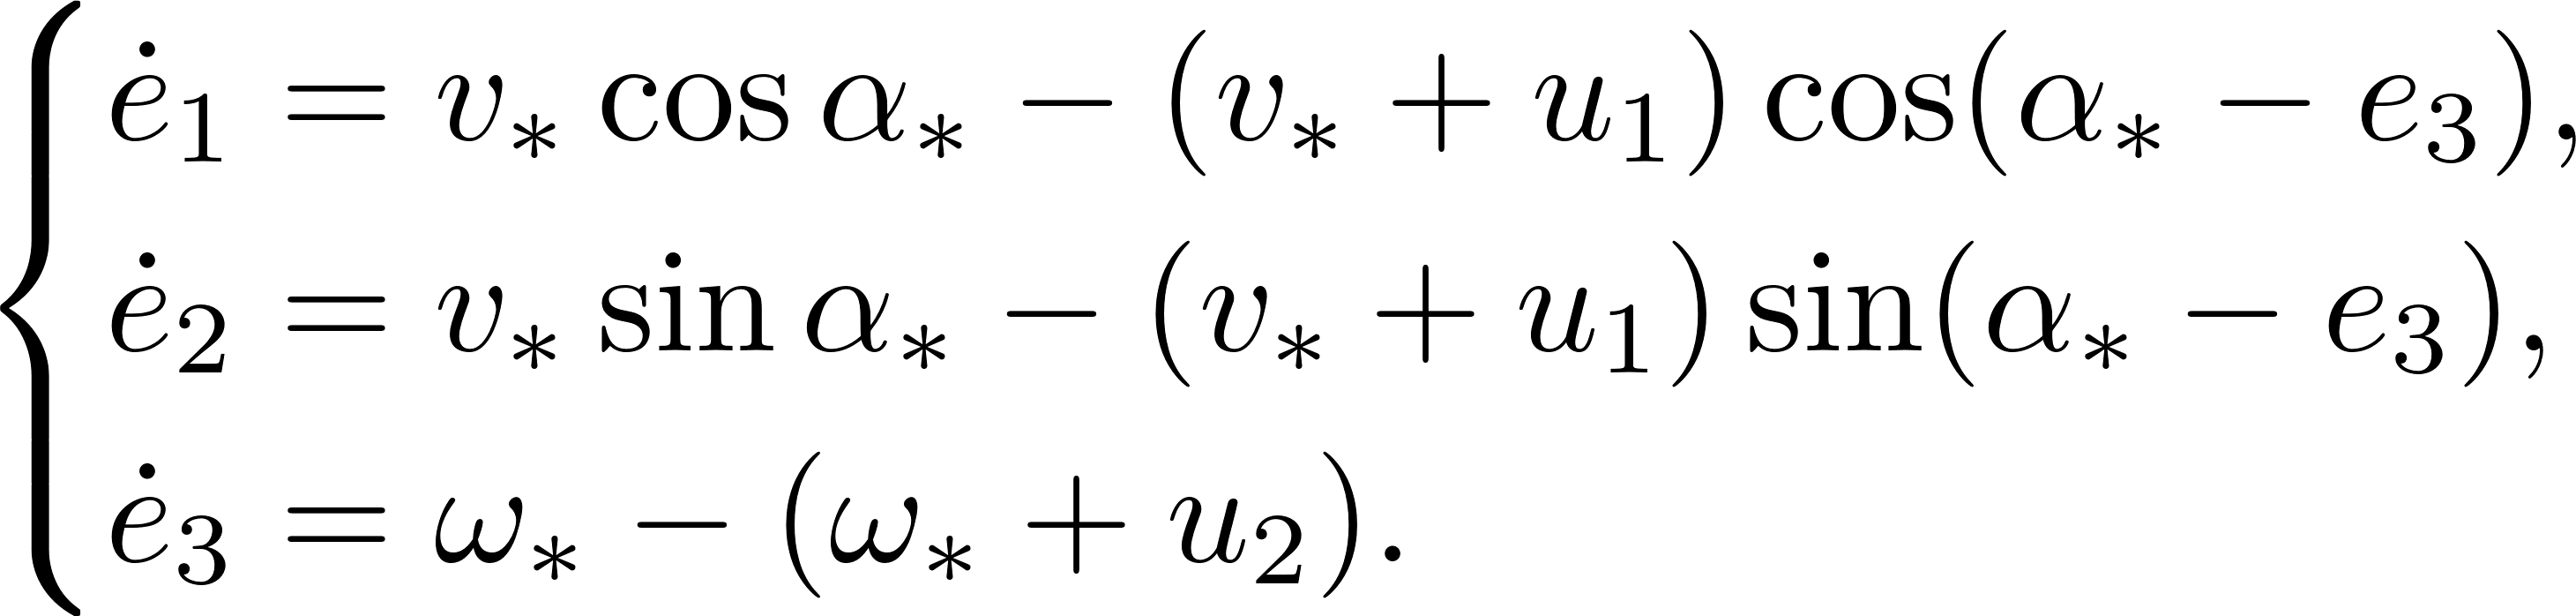 ė₁ = v∗ cos α∗ − (v∗ + u₁) cos(α∗ − e₃),
ė₂ = v∗ sin α∗ − (v∗ + u₁) sin(α∗ − e₃),
ė₃ = ω∗ − (ω∗ + u₂).